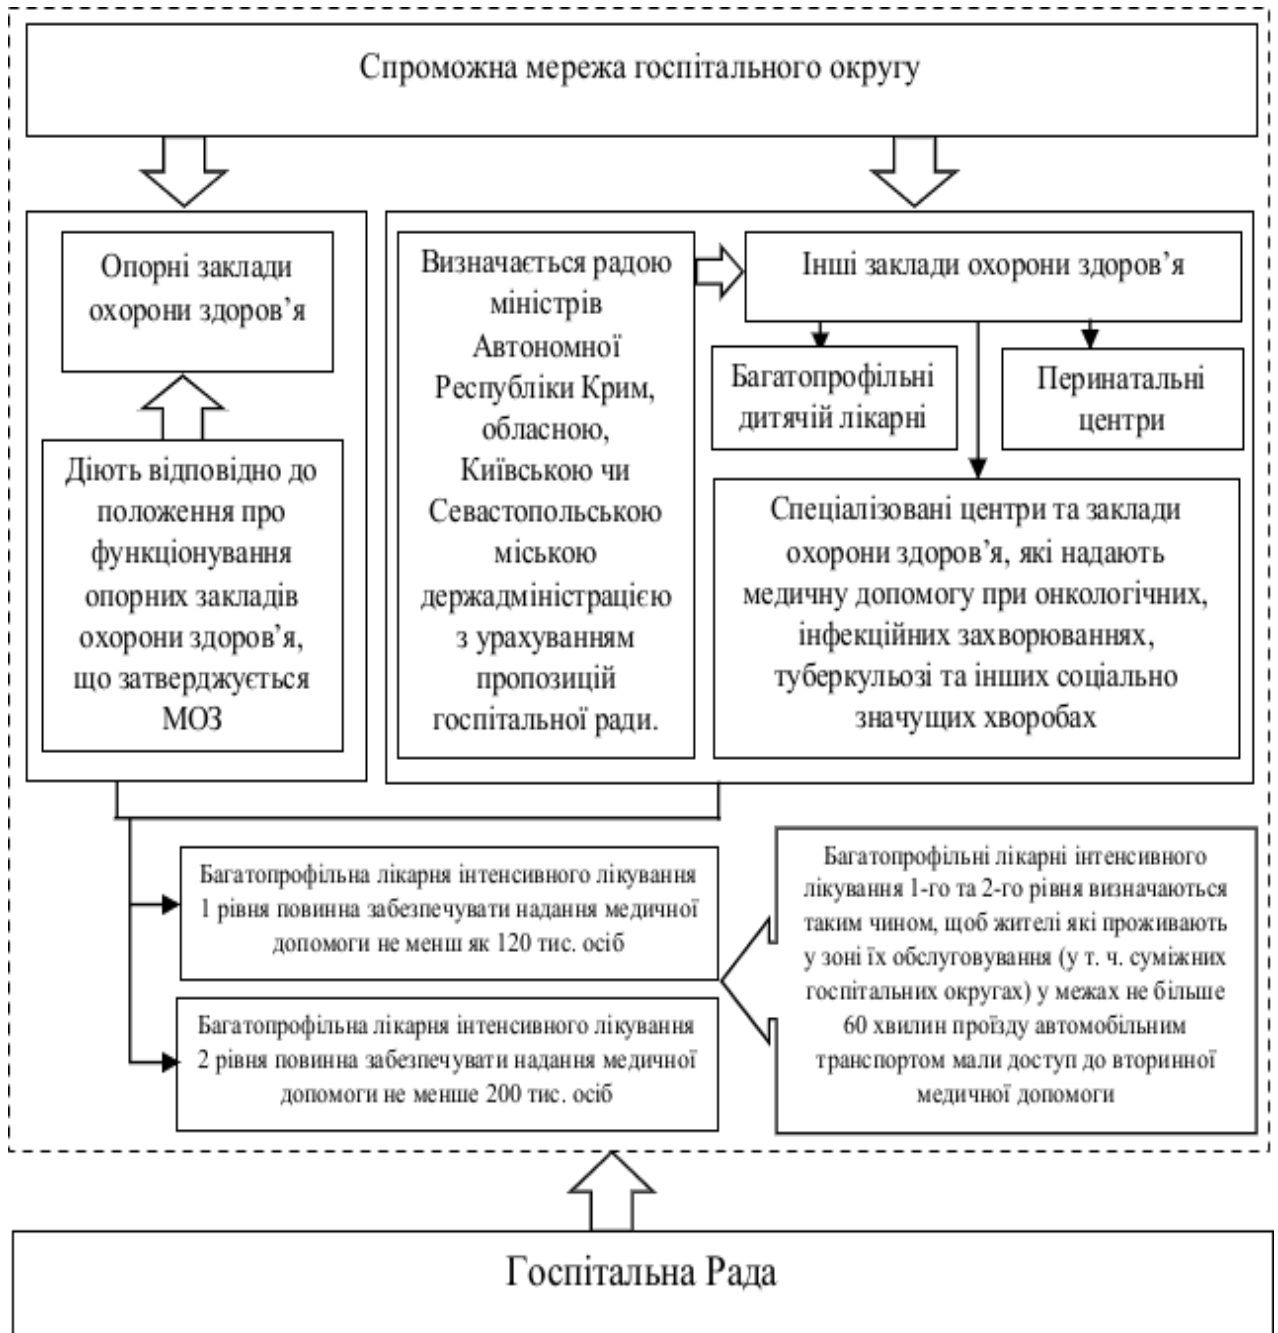 Спроможна мережа госпітального округу
Опорні заклади
охорони здоров’я
Діють відповідно до
положення про
функціонування
опорних закладів
охорони здоров’я,
що затверджується
МОЗ
Визначається радою
міністрів
Автономної
Республіки Крим,
обласною,
Київською чи
Севастопольською
міською
держадміністрацією
з урахуванням
пропозицій
госпітальної ради.
Інші заклади охорони здоров’я
Багатопрофільні
дитячій лікарні
Перинатальні
центри
Спеціалізовані центри та заклади
охорони здоров’я, які надають
медичну допомогу при онкологічних,
інфекційних захворюваннях,
туберкульозі та інших соціально
значущих хворобах
Багатопрофільна лікарня інтенсивного лікування
1 рівня повинна забезпечувати надання медичної
допомоги не менш як 120 тис. осіб
Багатопрофільна лікарня інтенсивного лікування
2 рівня повинна забезпечувати надання медичної
допомоги не менше 200 тис. осіб
Багатопрофільні лікарні інтенсивного
лікування 1-го та 2-го рівня визначаються
таким чином, щоб жителі які проживають
у зоні їх обслуговування (у т. ч. суміжних
госпітальних округах) у межах не більше
60 хвилин проїзду автомобільним
транспортом мали доступ до вторинної
медичної допомоги
Госпітальна Рада